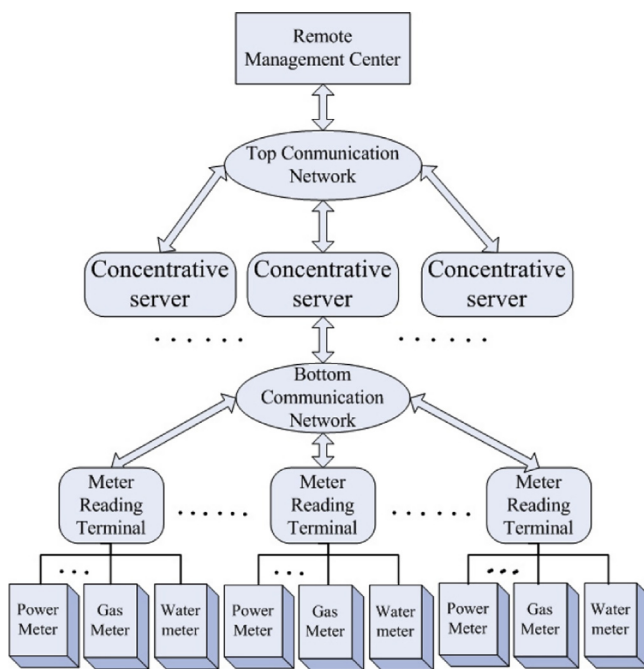 Remote
Management Center
Top Conmunication
Network
Concentrative
server
Concentrative
server
Concentrative
server
Bottom
Communication
Network
Meter
Reading
Terminal
Meter
Reading
Terminal
Meter
Reading
Terminal
Power
Meter
Gas
Meter
Water
meter
Power
Meter
Gas
Meter
Water
meter
Power
Meter
Gas
Meter
Water
meter